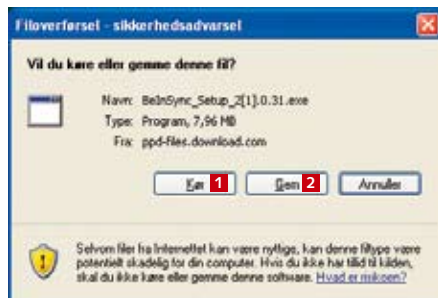 Filoverførsel - sikkerhedsadvarsel
Vil du køre eller gemme denne fil?
Navn: BeInSync_Setup_2[1].0.31.exe
Type: Program, 7,96 MB
Fra: ppd-files.download.com
Kør 1 Gem 2 Annuller
Selvom filer fra Internettet kan være nyttige, kan denne filtype være
potentielt skadelig for din computer. Hvis du ikke har tillid til kilden,
skal du ikke køre eller gemme denne software. Hvad er risikoen?